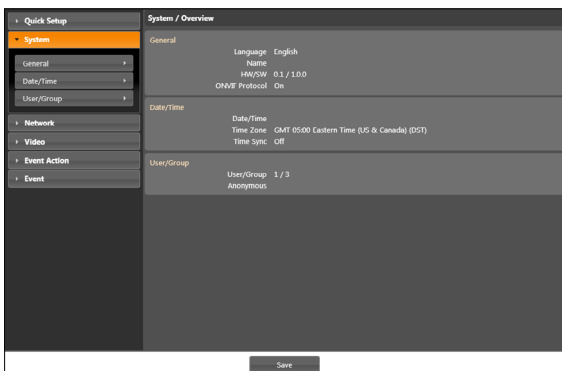 Quick Setup
System
General
Date/Time
User/Group
Network
Video
Event Action
Event
System / Overview
General
Language English
Name
HW/SW 0.1 / 1.0.0
ONVIF Protocol On
Date/Time
Date/Time
Time Zone GMT 05:00 Eastern Time (US & Canada) (DST)
Time Sync Off
User/Group
User/Group 1 / 3
Anonymous
Save